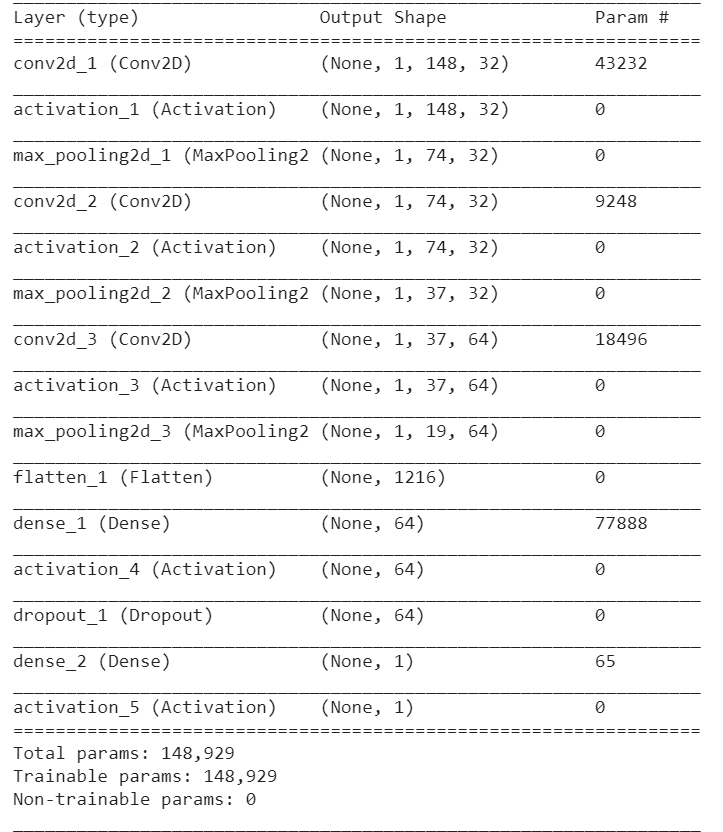 Layer (type) Output Shape Param #
=================================================================
conv2d_1 (Conv2D) (None, 1, 148, 32) 43232
activation_1 (Activation) (None, 1, 148, 32) 0
max_pooling2d_1 (MaxPooling2 (None, 1, 74, 32) 0
conv2d_2 (Conv2D) (None, 1, 74, 32) 9248
activation_2 (Activation) (None, 1, 74, 32) 0
max_pooling2d_2 (MaxPooling2 (None, 1, 37, 32) 0
conv2d_3 (Conv2D) (None, 1, 37, 64) 18496
activation_3 (Activation) (None, 1, 37, 64) 0
max_pooling2d_3 (MaxPooling2 (None, 1, 19, 64) 0
flatten_1 (Flatten) (None, 1216) 0
dense_1 (Dense) (None, 64) 77888
activation_4 (Activation) (None, 64) 0
dropout_1 (Dropout) (None, 64) 0
dense_2 (Dense) (None, 1) 65
activation_5 (Activation) (None, 1) 0
=================================================================
Total params: 148,929
Trainable params: 148,929
Non-trainable params: 0